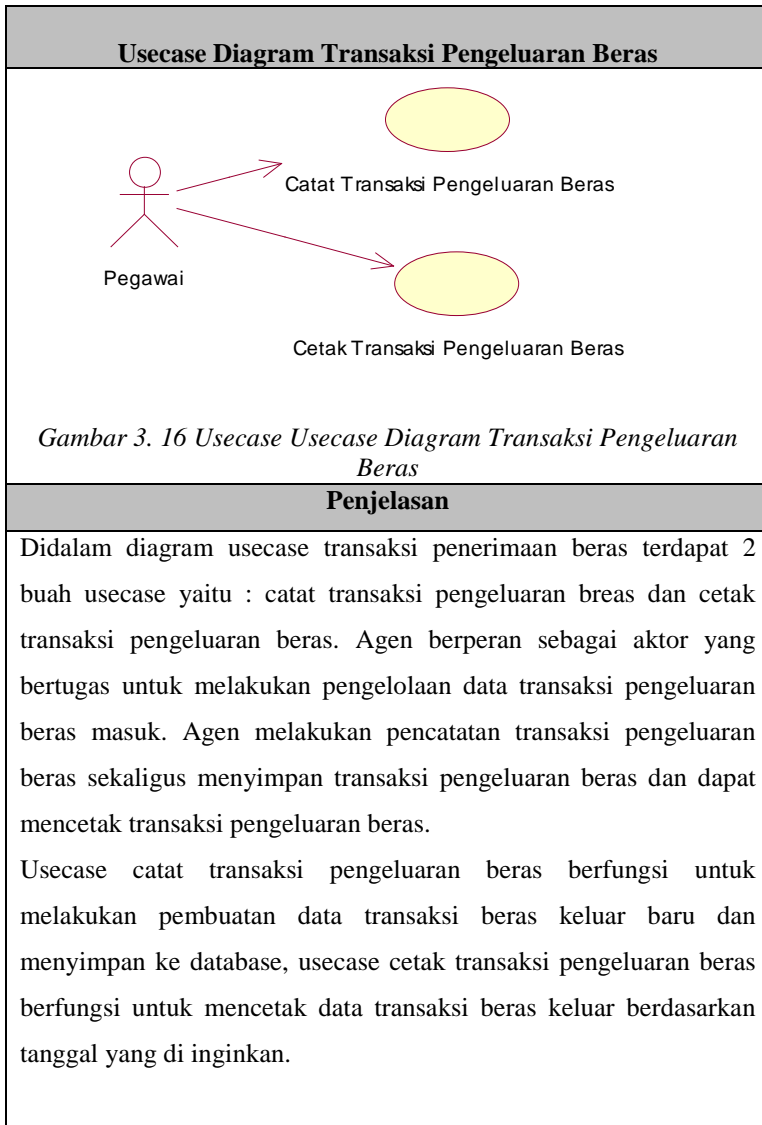 Usecase Diagram Transaksi Pengeluaran Beras
Catat Transaksi Pengeluaran Beras
Pegawai
Cetak Transaksi Pengeluaran Beras
Gambar 3. 16 Usecase Usecase Diagram Transaksi Pengeluaran
Beras
Penjelasan
Didalam diagram usecase transaksi penerimaan beras terdapat 2
buah usecase yaitu : catat transaksi pengeluaran breas dan cetak
transaksi pengeluaran beras. Agen berperan sebagai aktor yang
bertugas untuk melakukan pengelolaan data transaksi pengeluaran
beras masuk. Agen melakukan pencatatan transaksi pengeluaran
beras sekaligus menyimpan transaksi pengeluaran beras dan dapat
mencetak transaksi pengeluaran beras.
Usecase catat transaksi pengeluaran beras berfungsi untuk
melakukan pembuatan data transaksi beras keluar baru dan
menyimpan ke database, usecase cetak transaksi pengeluaran beras
berfungsi untuk mencetak data transaksi beras keluar berdasarkan
tanggal yang di inginkan.